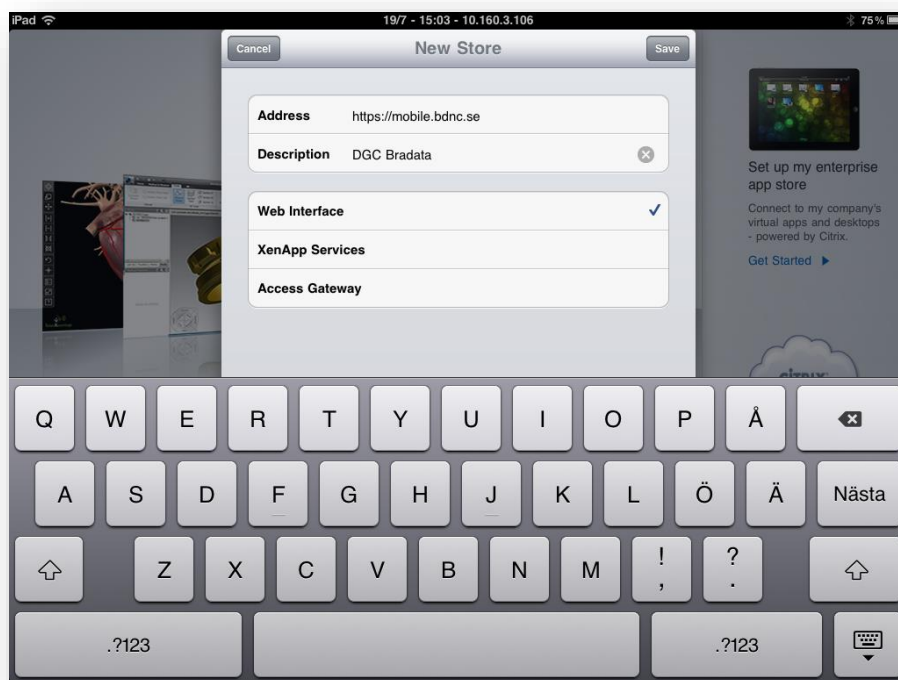 iPad 19/7 - 15:03 - 10.160.3.106 75%
Cancel New Store Save
Address https://mobile.bdnc.se
Description DGC Bradata
Web Interface
XenApp Services
Access Gateway
Set up my enterprise
app store
Connect to my company's
virtual apps and desktops
- powered by Citrix.
Get Started
CITRIX
Q W E R T Y U I O P Å
A S D F G H J K L Ö Ä Nästa
Z X C V B N M ! , ? .
.?123 .?123